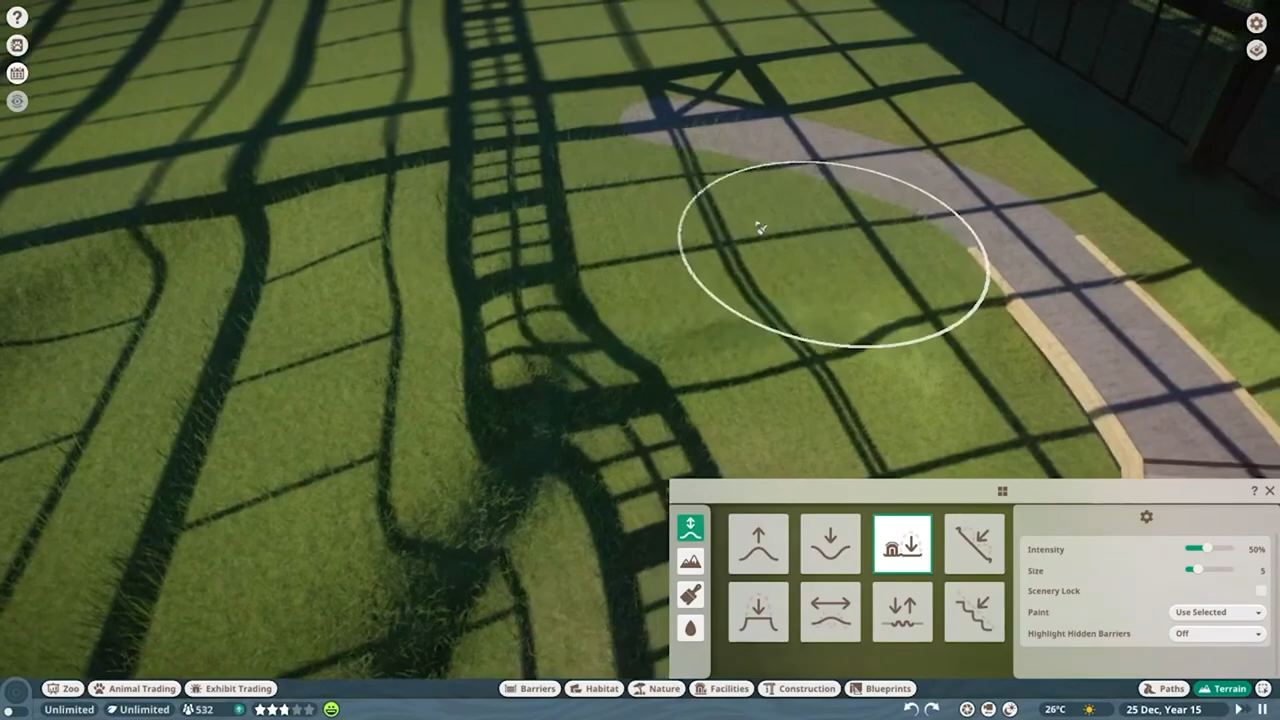 ?
?
Intensity 50%
Size 5
Scenery Lock
Paint Use Selected
Highlight Hidden Barriers Off
Zoo Animal Trading Exhibit Trading Barriers Habitat Nature Facilities Construction Blueprints Paths Terrain
Unlimited Unlimited 532 26°C 25 Dec, Year 15